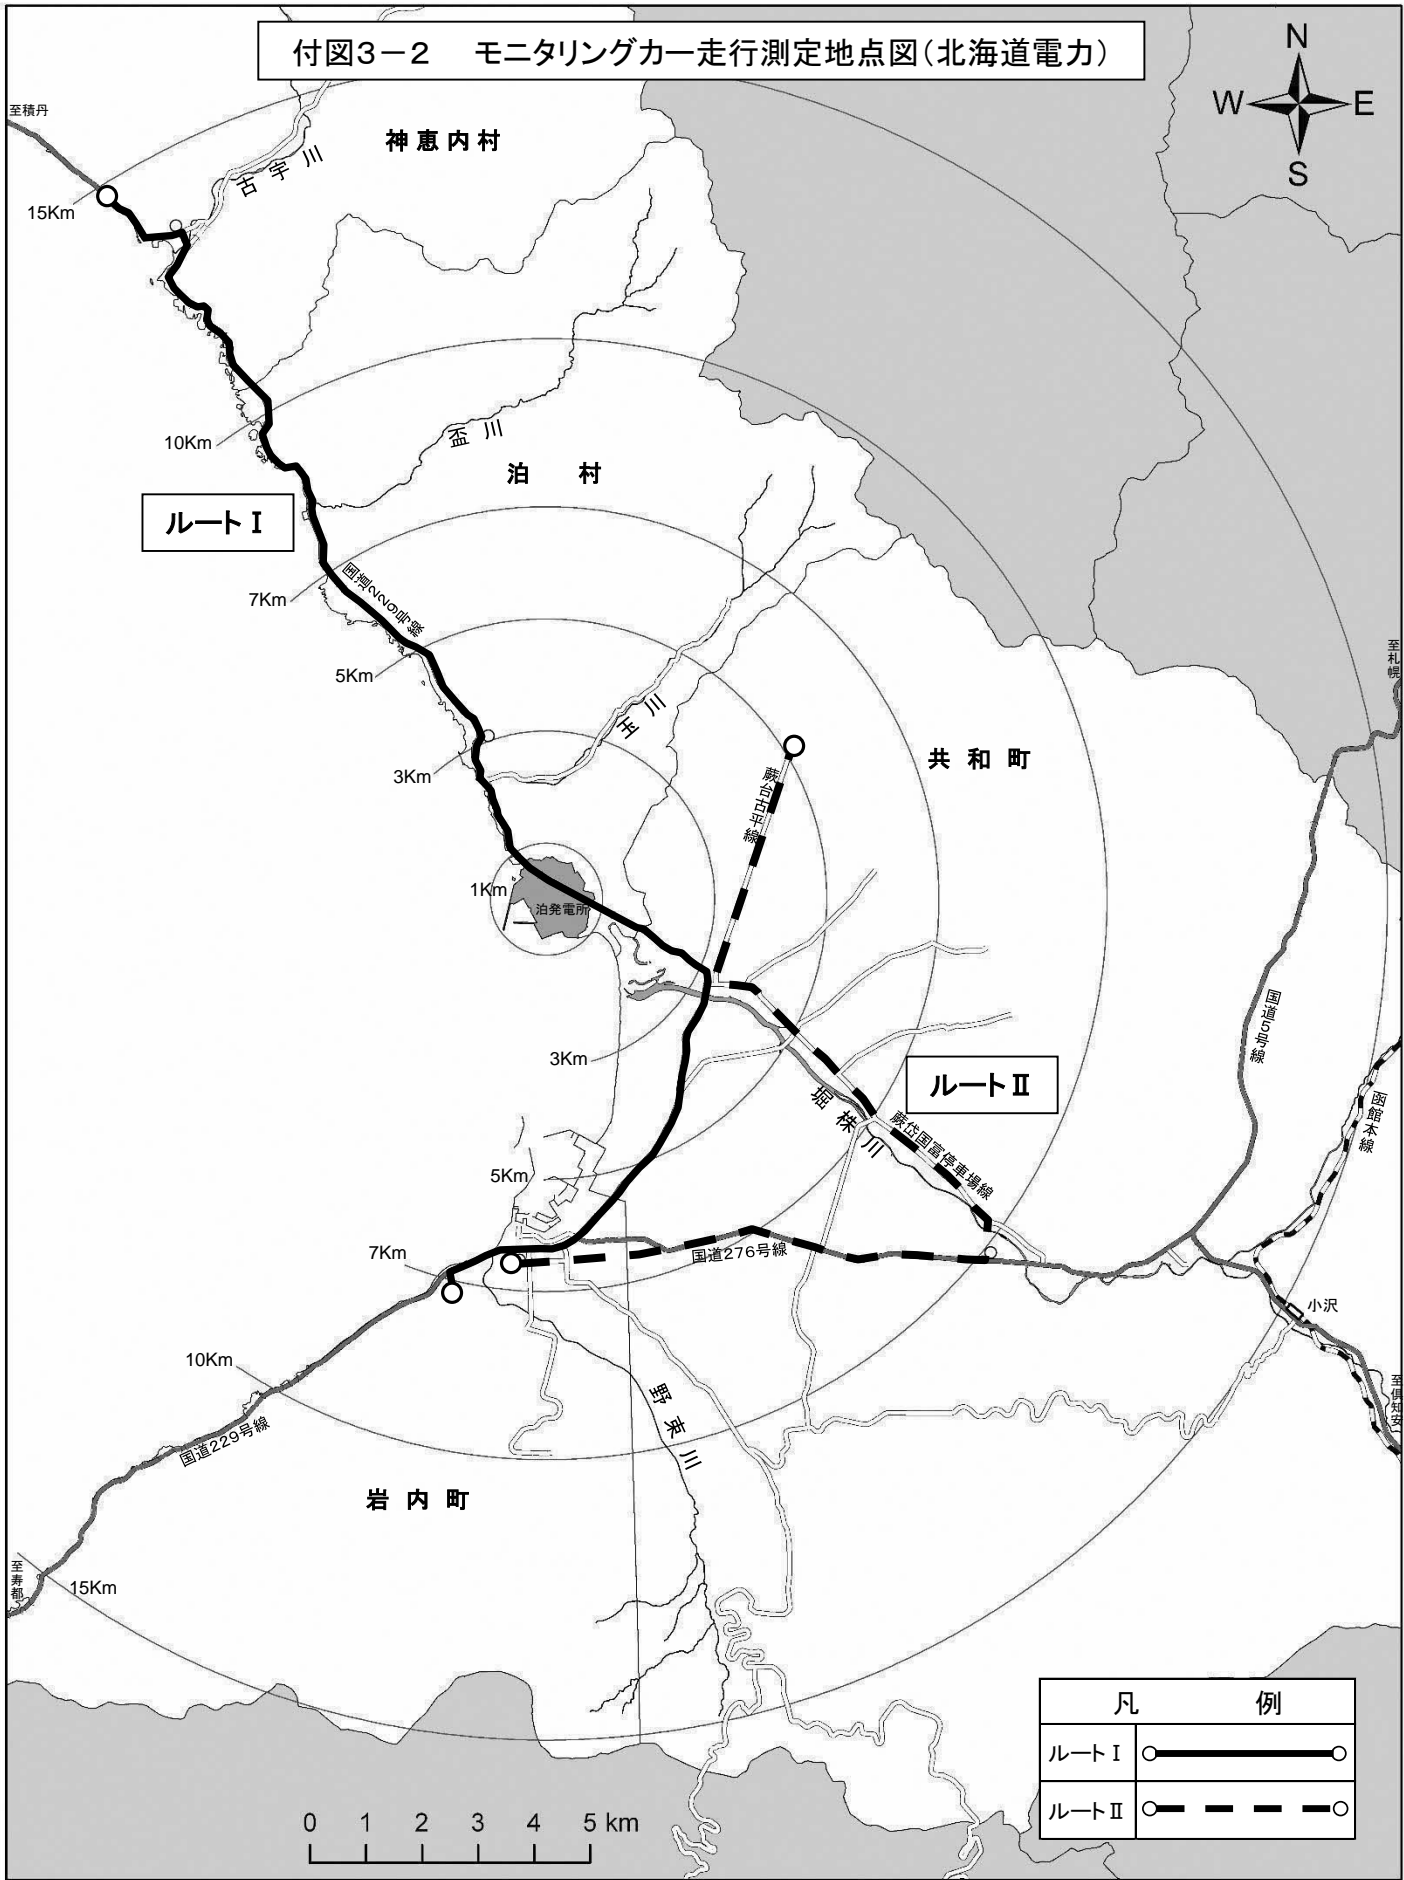 付図3－2　モニタリングカー走行測定地点図(北海道電力)
N
W E
S
至積丹
神恵内村
古宇川
15Km
10Km
盃川
泊　村
ルートⅠ
7Km
国道229号線
5Km
至札幌
玉川
3Km
共和町
蕨台古平線
1Km
泊発電所
国道5号線
3Km
ルートⅡ
堀株川
函館本線
蕨岱国富停車場線
5Km
7Km
国道276号線
小沢
10Km
至倶知安
野束川
国道229号線
岩内町
至寿都
15Km
凡　例
ルートⅠ
ルートⅡ
0 1 2 3 4 5 km